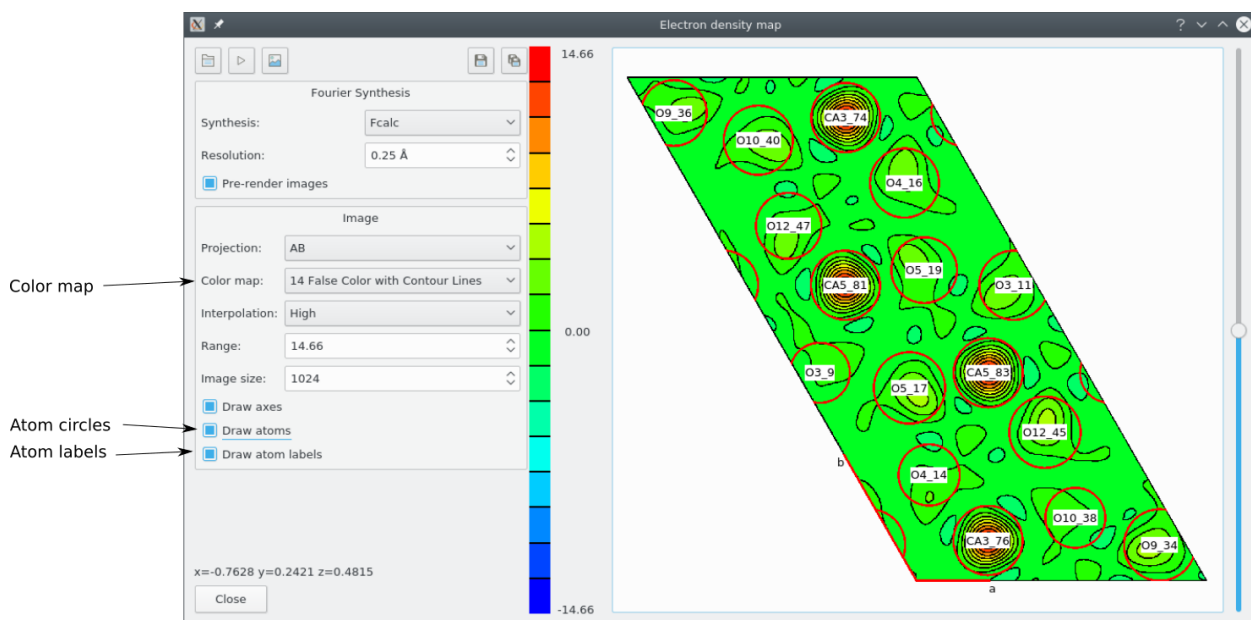 Electron density map
?
Fourier Synthesis
Synthesis:
Fcalc
Resolution:
0.25 Å
Pre-render images
Image
Projection:
AB
Color map:
14 False Color with Contour Lines
Interpolation:
High
Range:
14.66
Image size:
1024
Draw axes
Draw atoms
Draw atom labels
x=-0.7628 y=0.2421 z=0.4815
Close
Color map
Atom circles
Atom labels
14.66
0.00
-14.66
O9_36
CA3_74
O10_40
O4_16
O12_47
O5_19
CA5_81
O3_11
O3_9
CA5_83
O5_17
O12_45
b
O4_14
O10_38
CA3_76
O9_34
a